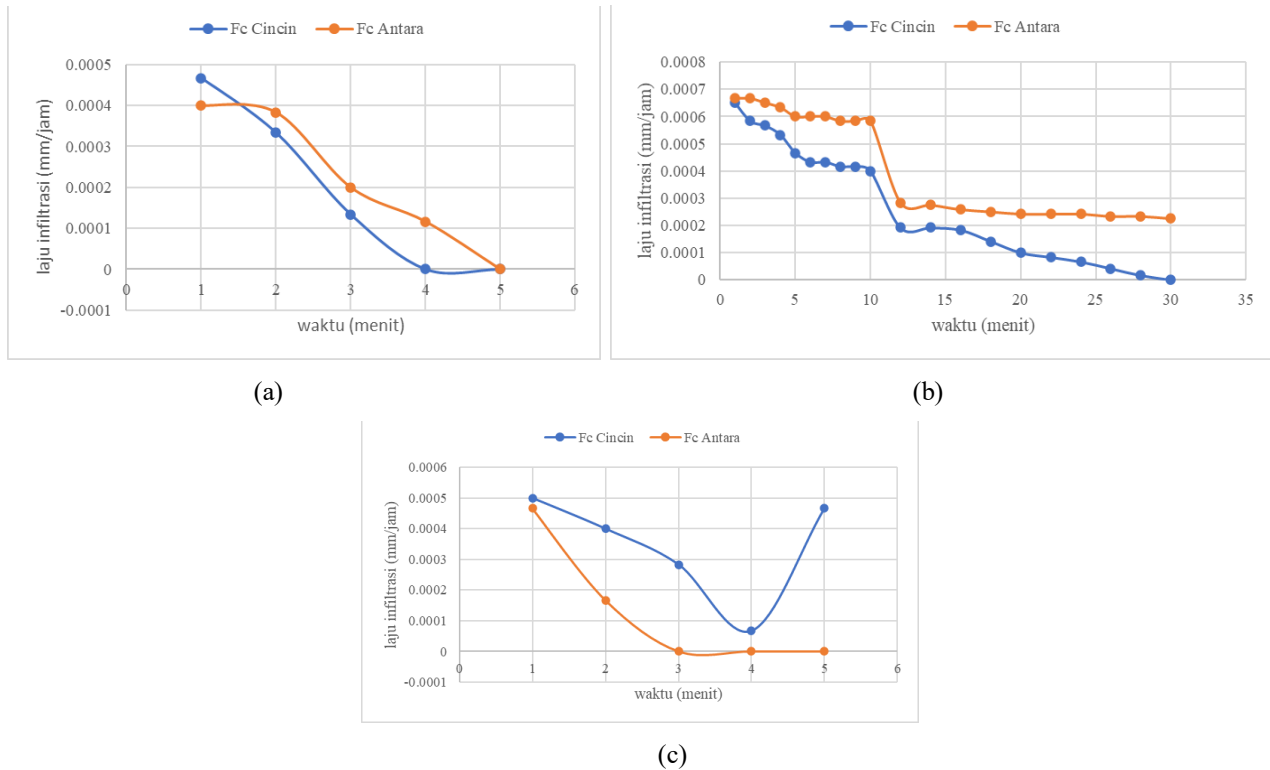 Fc Cincin Fc Antara
0.0005
0.0004
0.0003
0.0002
0.0001
0
-0.0001
0 1 2 3 4 5 6
laju infiltrasi (mm/jam)
waktu (menit)
(a)
Fc Cincin Fc Antara
0.0008
0.0007
0.0006
0.0005
0.0004
0.0003
0.0002
0.0001
0
0 5 10 15 20 25 30 35
laju infiltrasi (mm/jam)
waktu (menit)
(b)
Fc Cincin Fc Antara
0.0006
0.0005
0.0004
0.0003
0.0002
0.0001
0
-0.0001
0 1 2 3 4 5 6
laju infiltrasi (mm/jam)
waktu (menit)
(c)